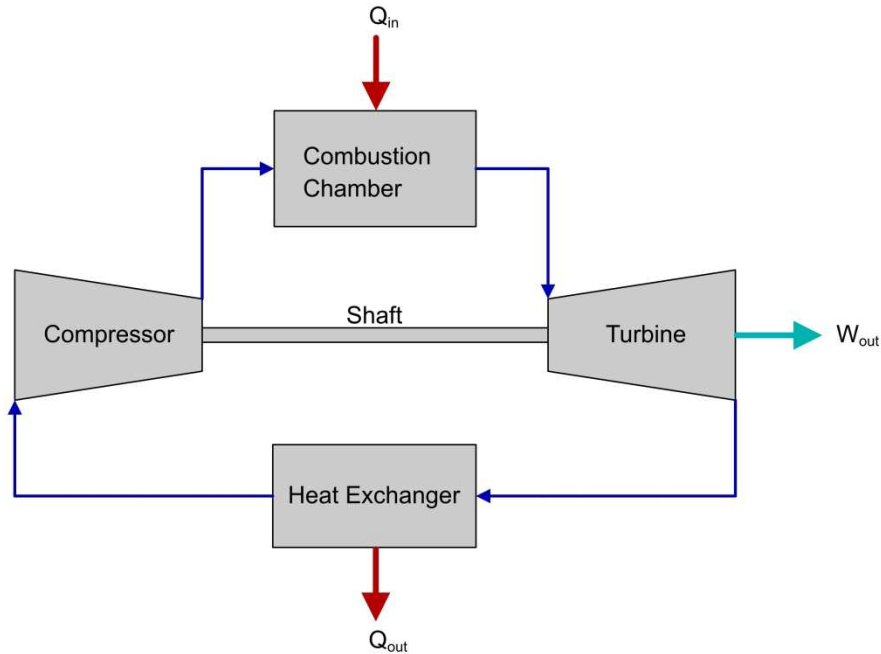 Qin
Combustion
Chamber
Shaft
Compressor
Turbine
Wout
Heat Exchanger
Qout